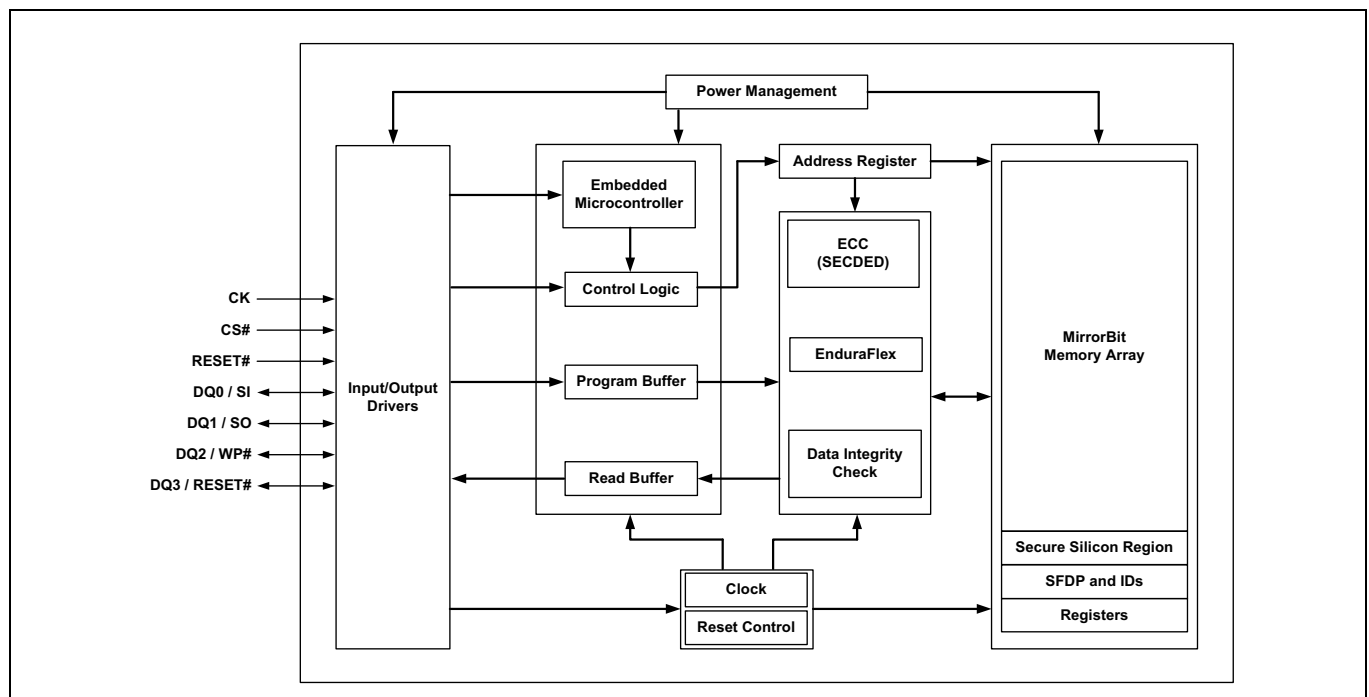 Power Management
Address Register
Embedded
Microcontroller
ECC
(SECDED)
Control Logic
CK
CS#
RESET#
DQ0 / SI
DQ1 / SO
DQ2 / WP#
DQ3 / RESET#
Input/Output
Drivers
EnduraFlex
MirrorBit
Memory Array
Program Buffer
Data Integrity
Check
Read Buffer
Secure Silicon Region
SFDP and IDs
Registers
Clock
Reset Control